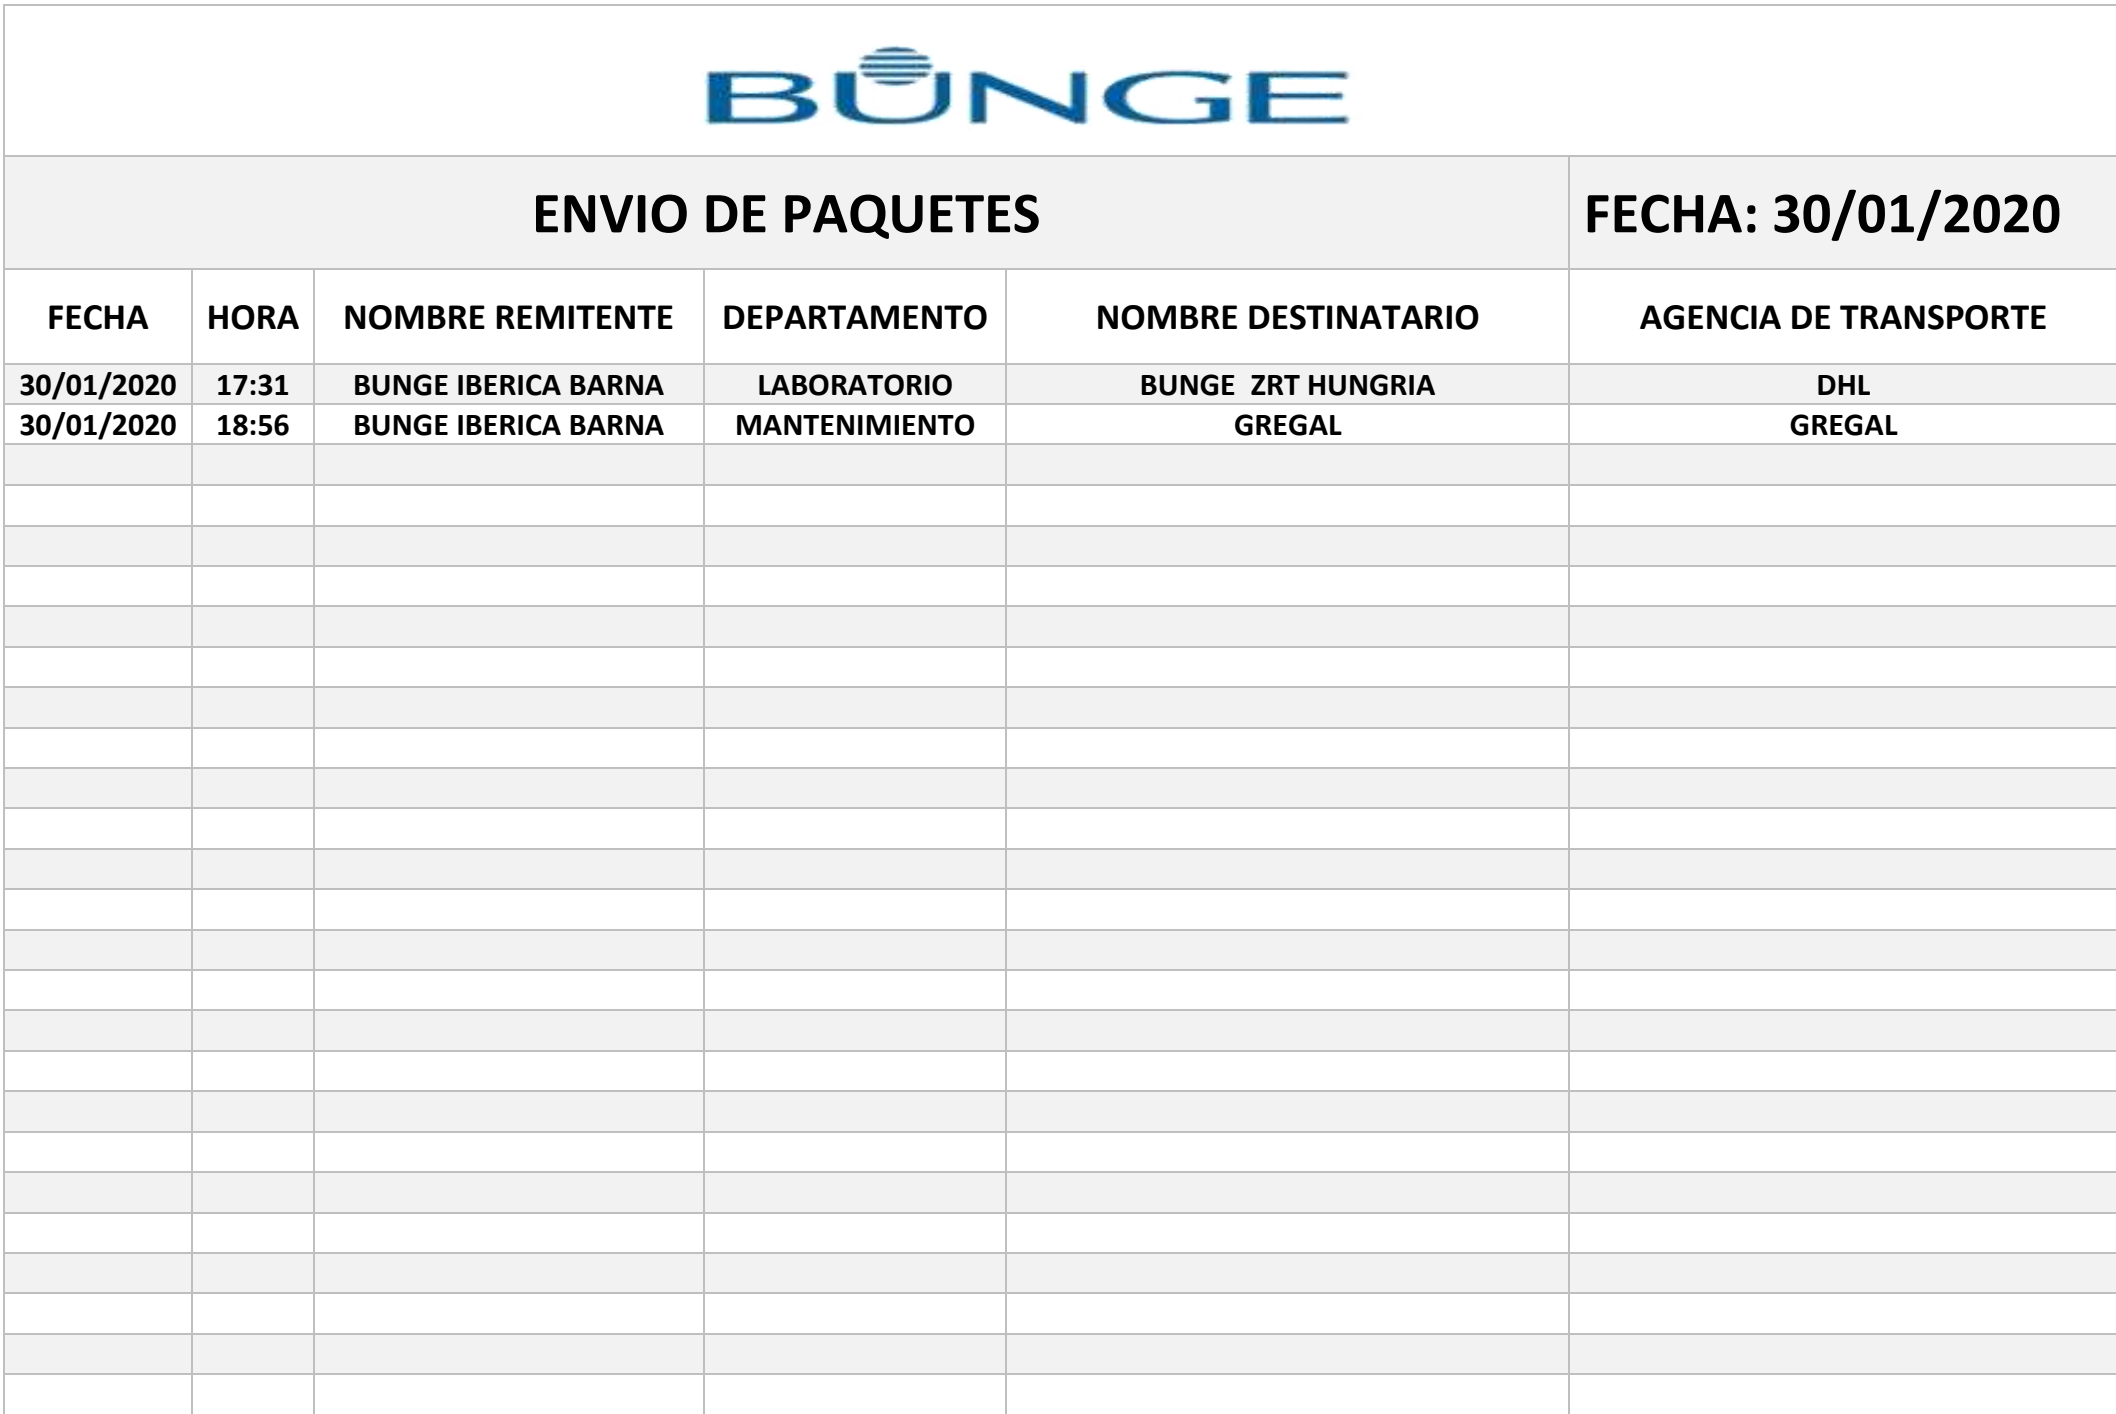 BUNGE
ENVIO DE PAQUETES FECHA: 30/01/2020
FECHA HORA NOMBRE REMITENTE DEPARTAMENTO NOMBRE DESTINATARIO AGENCIA DE TRANSPORTE
30/01/2020 17:31 BUNGE IBERICA BARNA LABORATORIO BUNGE  ZRT HUNGRIA DHL
30/01/2020 18:56 BUNGE IBERICA BARNA MANTENIMIENTO GREGAL GREGAL